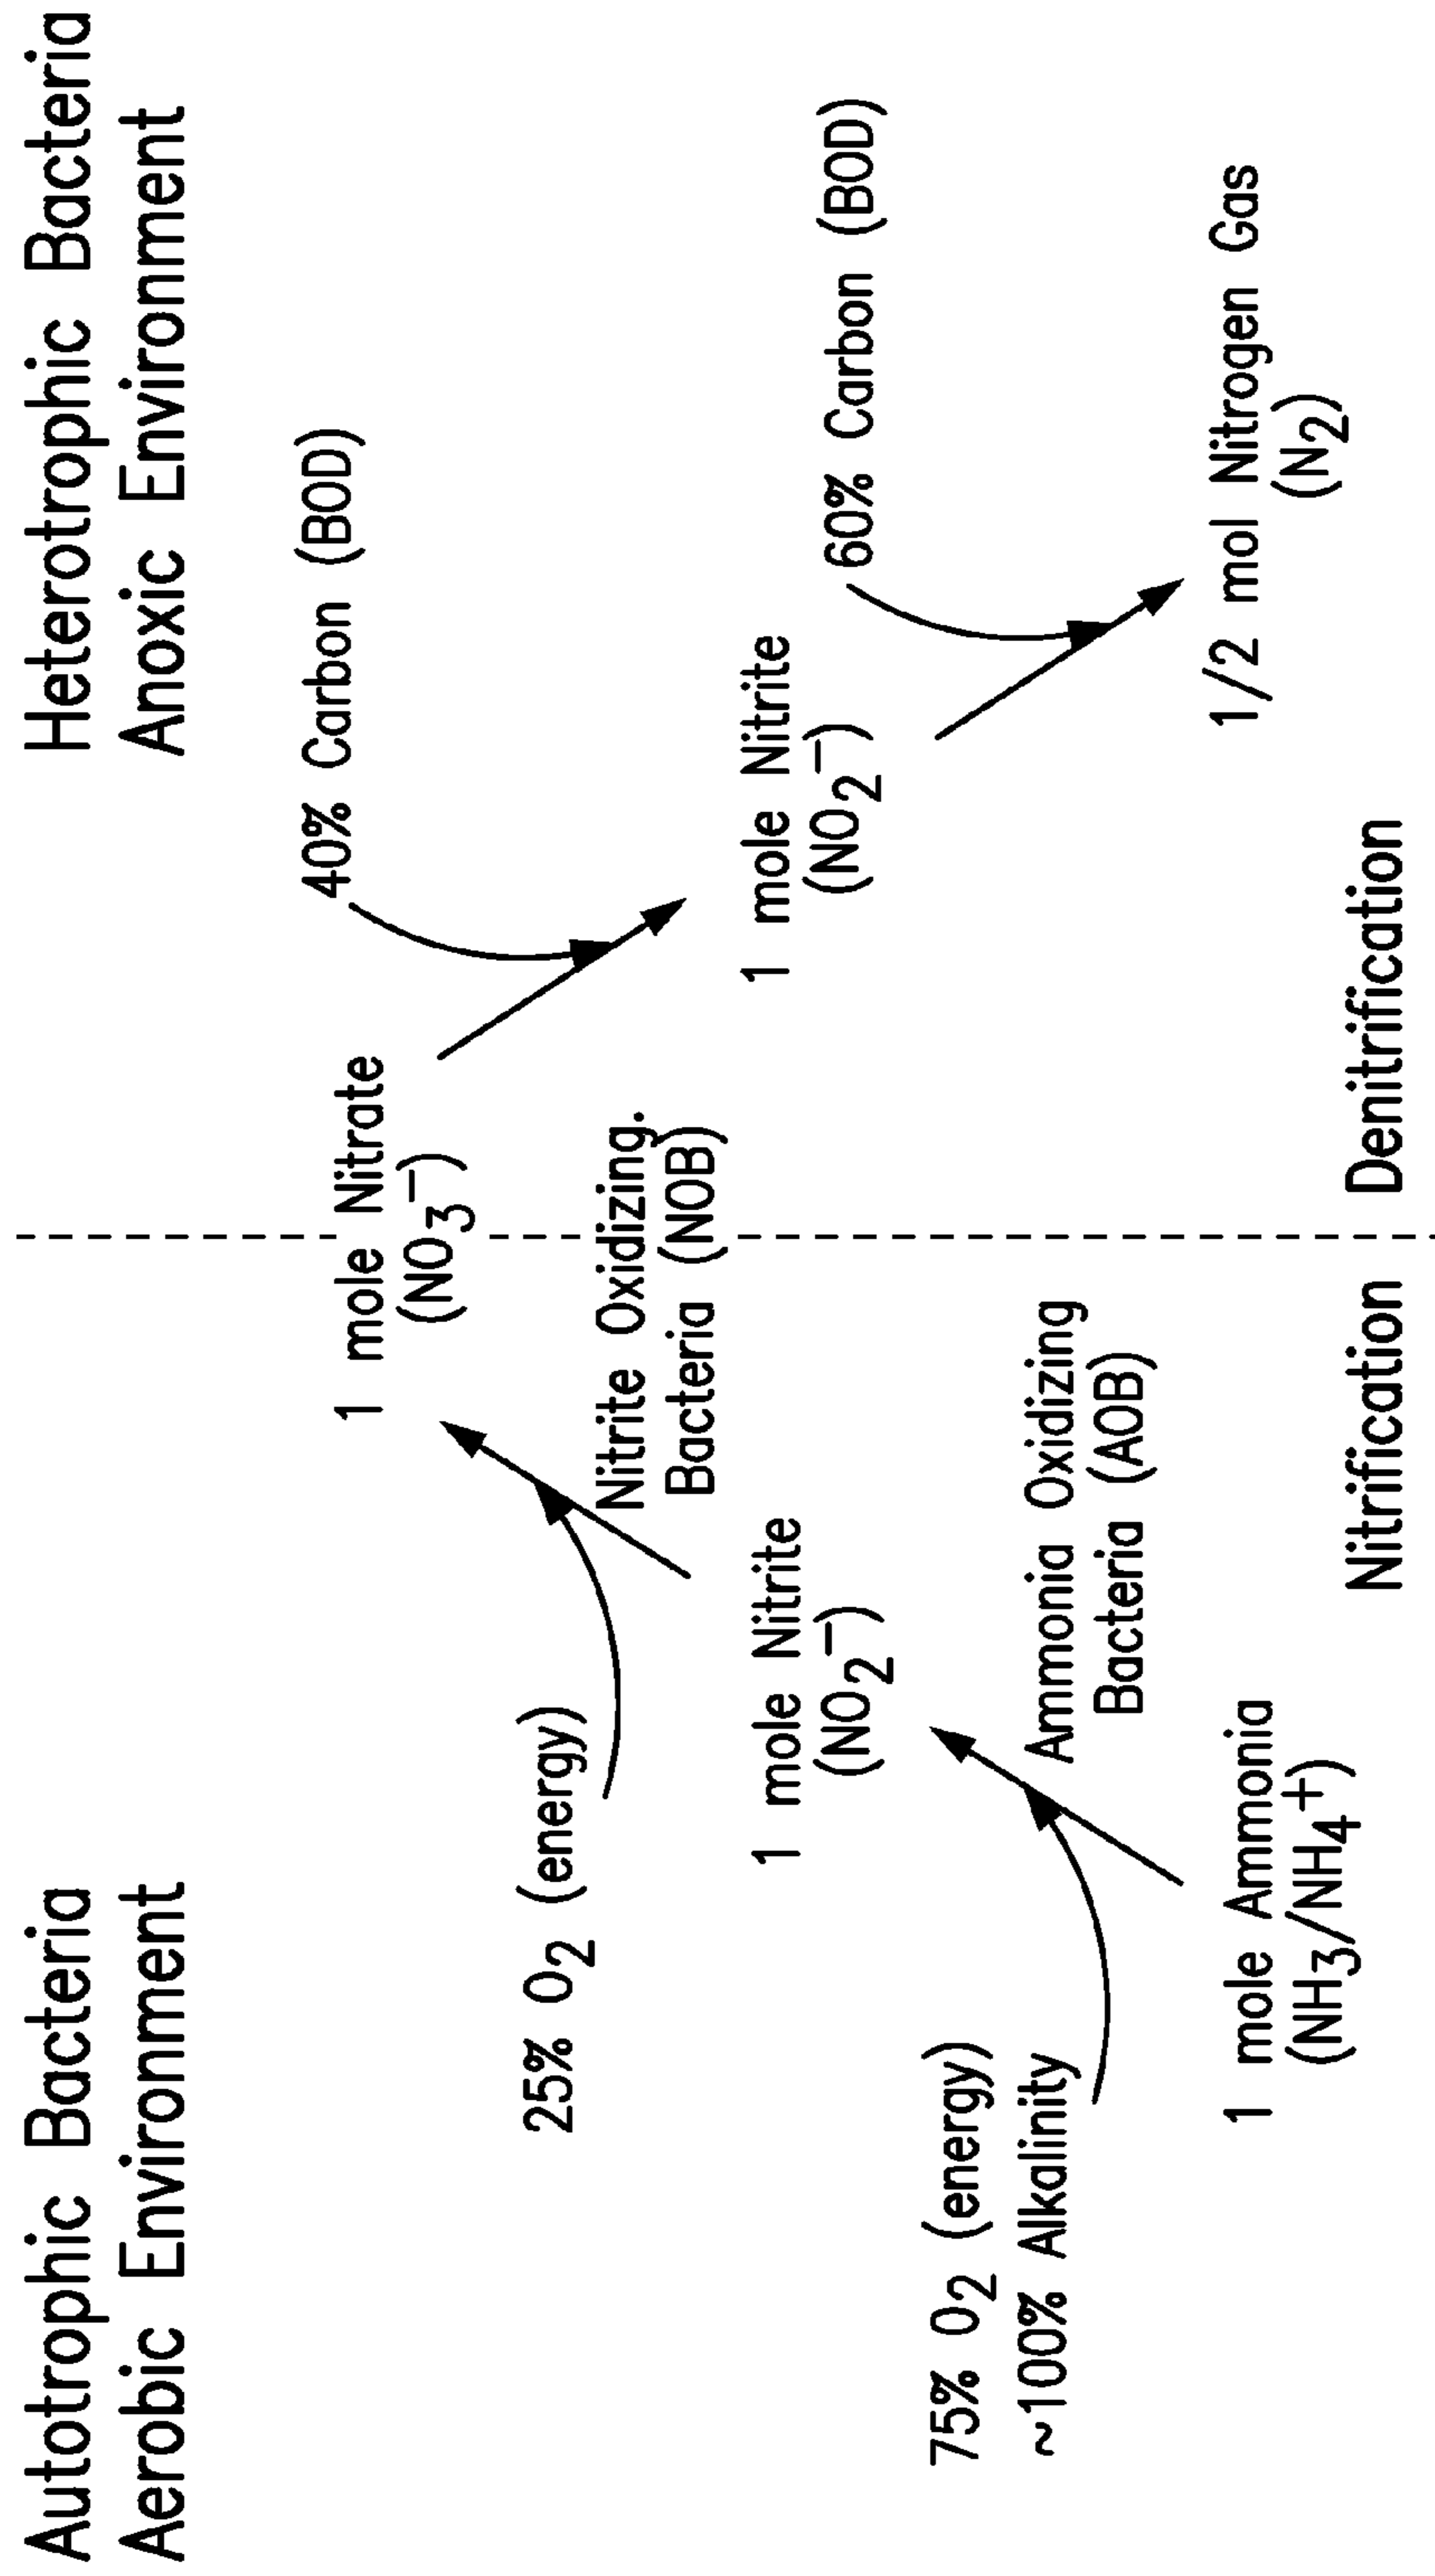 Autotrophic Bacteria
Aerobic Environment
Heterotrophic Bacteria
Anoxic Environment
40% Carbon (BOD)
1 mole Nitrate
(NO3−)
25% O2 (energy)
Nitrite Oxidizing.
Bacteria (NOB)
1 mole Nitrite
(NO2−)
1 mole Nitrite
(NO2−)
60% Carbon (BOD)
75% O2 (energy)
~100% Alkalinity
Ammonia Oxidizing
Bacteria (AOB)
1 mole Ammonia
(NH3/NH4+)
1/2 mol Nitrogen Gas
(N2)
Nitrification
Denitrification